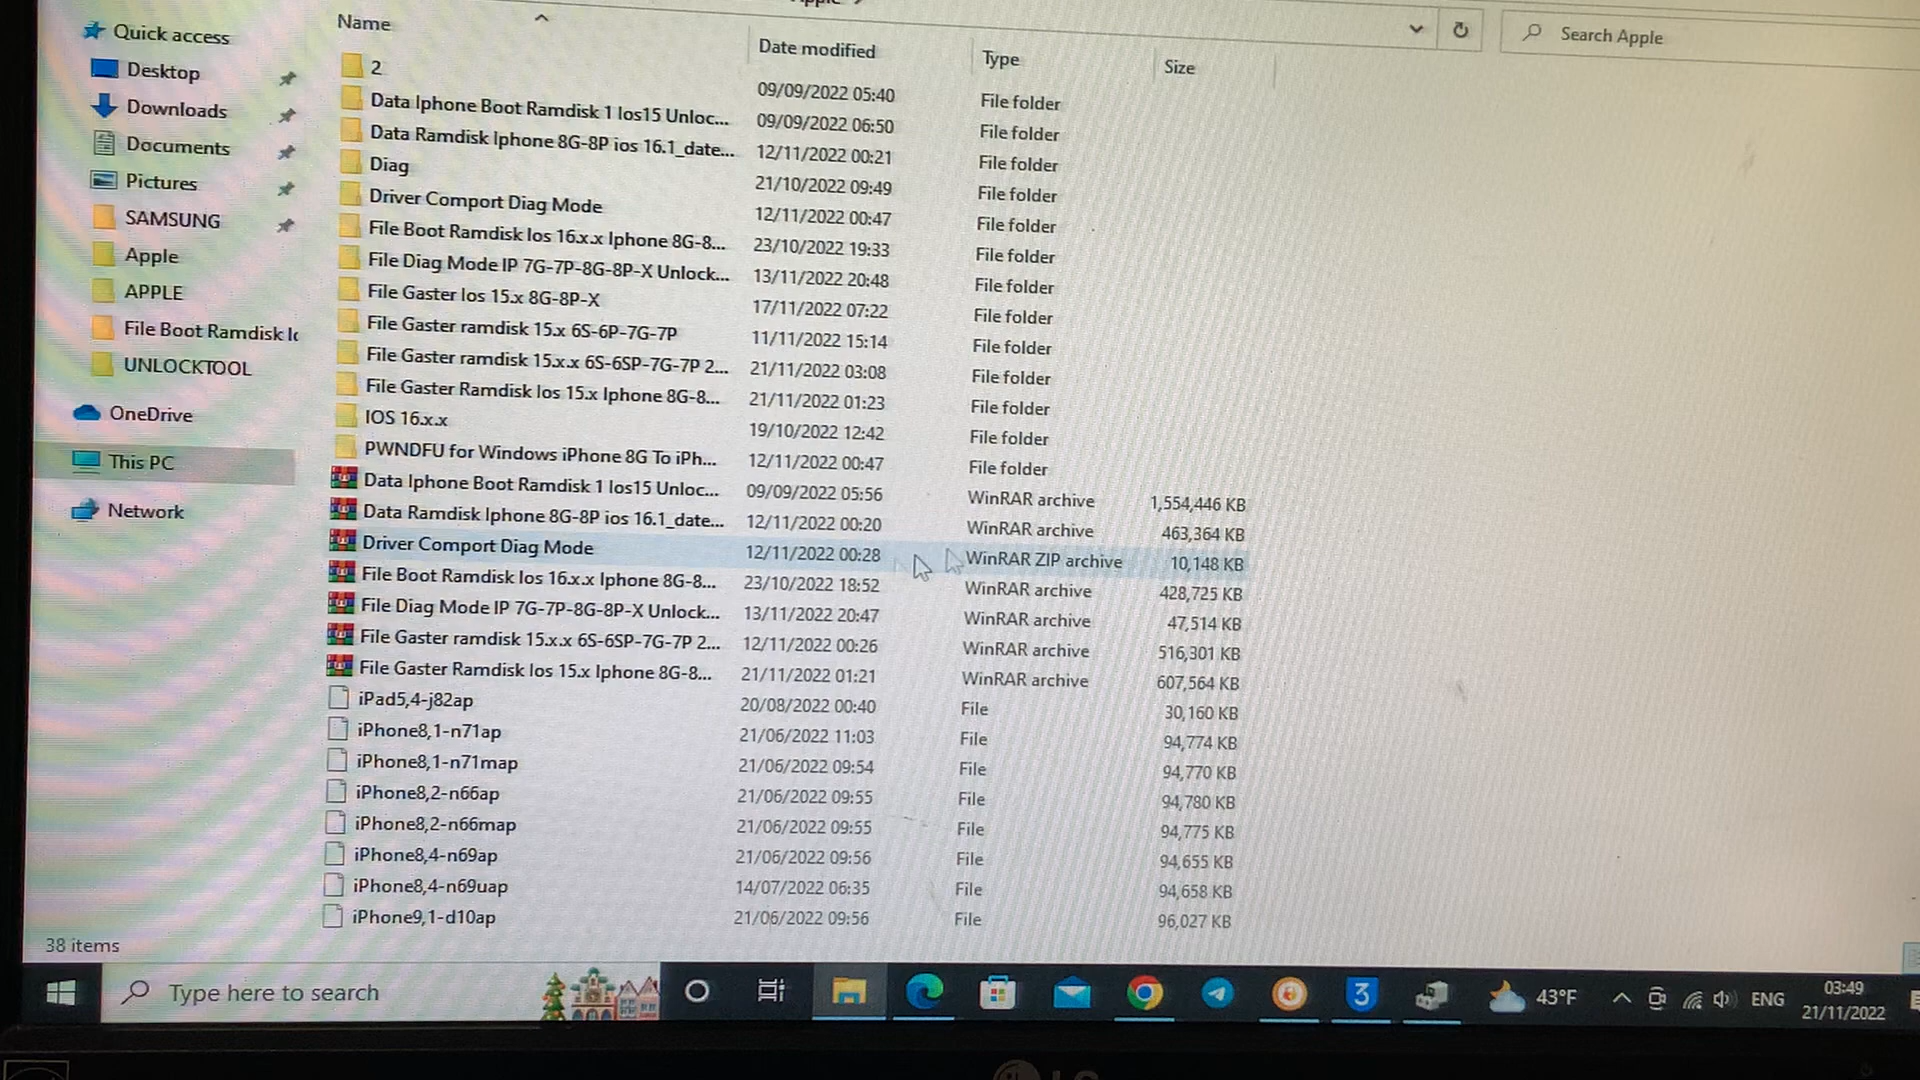 Name
Date modified
Type
Size
Search Apple
Quick access
Desktop
Downloads
Documents
Pictures
SAMSUNG
Apple
APPLE
File Boot Ramdisk Ic
UNLOCKTOOL
OneDrive
This PC
Network
2 09/09/2022 05:40 File folder
Data Iphone Boot Ramdisk 1 Ios15 Unloc... 09/09/2022 06:50 File folder
Data Ramdisk Iphone 8G-8P ios 16.1_date... 12/11/2022 00:21 File folder
Diag 21/10/2022 09:49 File folder
Driver Comport Diag Mode 12/11/2022 00:47 File folder
File Boot Ramdisk Ios 16.x.x Iphone 8G-8... 23/10/2022 19:33 File folder
File Diag Mode IP 7G-7P-8G-8P-X Unlock... 13/11/2022 20:48 File folder
File Gaster Ios 15.x 8G-8P-X 17/11/2022 07:22 File folder
File Gaster ramdisk 15.x 6S-6P-7G-7P 11/11/2022 15:14 File folder
File Gaster ramdisk 15.x.x 6S-6SP-7G-7P 2... 21/11/2022 03:08 File folder
File Gaster Ramdisk Ios 15.x Iphone 8G-8... 21/11/2022 01:23 File folder
IOS 16.x.x 19/10/2022 12:42 File folder
PWNDFU for Windows iPhone 8G To iPh... 12/11/2022 00:47 File folder
Data Iphone Boot Ramdisk 1 Ios15 Unloc... 09/09/2022 05:56 WinRAR archive 1,554,446 KB
Data Ramdisk Iphone 8G-8P ios 16.1_date... 12/11/2022 00:20 WinRAR archive 463,364 KB
Driver Comport Diag Mode 12/11/2022 00:28 WinRAR ZIP archive 10,148 KB
File Boot Ramdisk Ios 16.x.x Iphone 8G-8... 23/10/2022 18:52 WinRAR archive 428,725 KB
File Diag Mode IP 7G-7P-8G-8P-X Unlock... 13/11/2022 20:47 WinRAR archive 47,514 KB
File Gaster ramdisk 15.x.x 6S-6SP-7G-7P 2... 12/11/2022 00:26 WinRAR archive 516,301 KB
File Gaster Ramdisk Ios 15.x Iphone 8G-8... 21/11/2022 01:21 WinRAR archive 607,564 KB
iPad5,4-j82ap 20/08/2022 00:40 File 30,160 KB
iPhone8,1-n71ap 21/06/2022 11:03 File 94,774 KB
iPhone8,1-n71map 21/06/2022 09:54 File 94,770 KB
iPhone8,2-n66ap 21/06/2022 09:55 File 94,780 KB
iPhone8,2-n66map 21/06/2022 09:55 File 94,775 KB
iPhone8,4-n69ap 21/06/2022 09:56 File 94,655 KB
iPhone8,4-n69uap 14/07/2022 06:35 File 94,658 KB
iPhone9,1-d10ap 21/06/2022 09:56 File 96,027 KB
38 items
Type here to search
3
43°F
ENG
03:49
21/11/2022